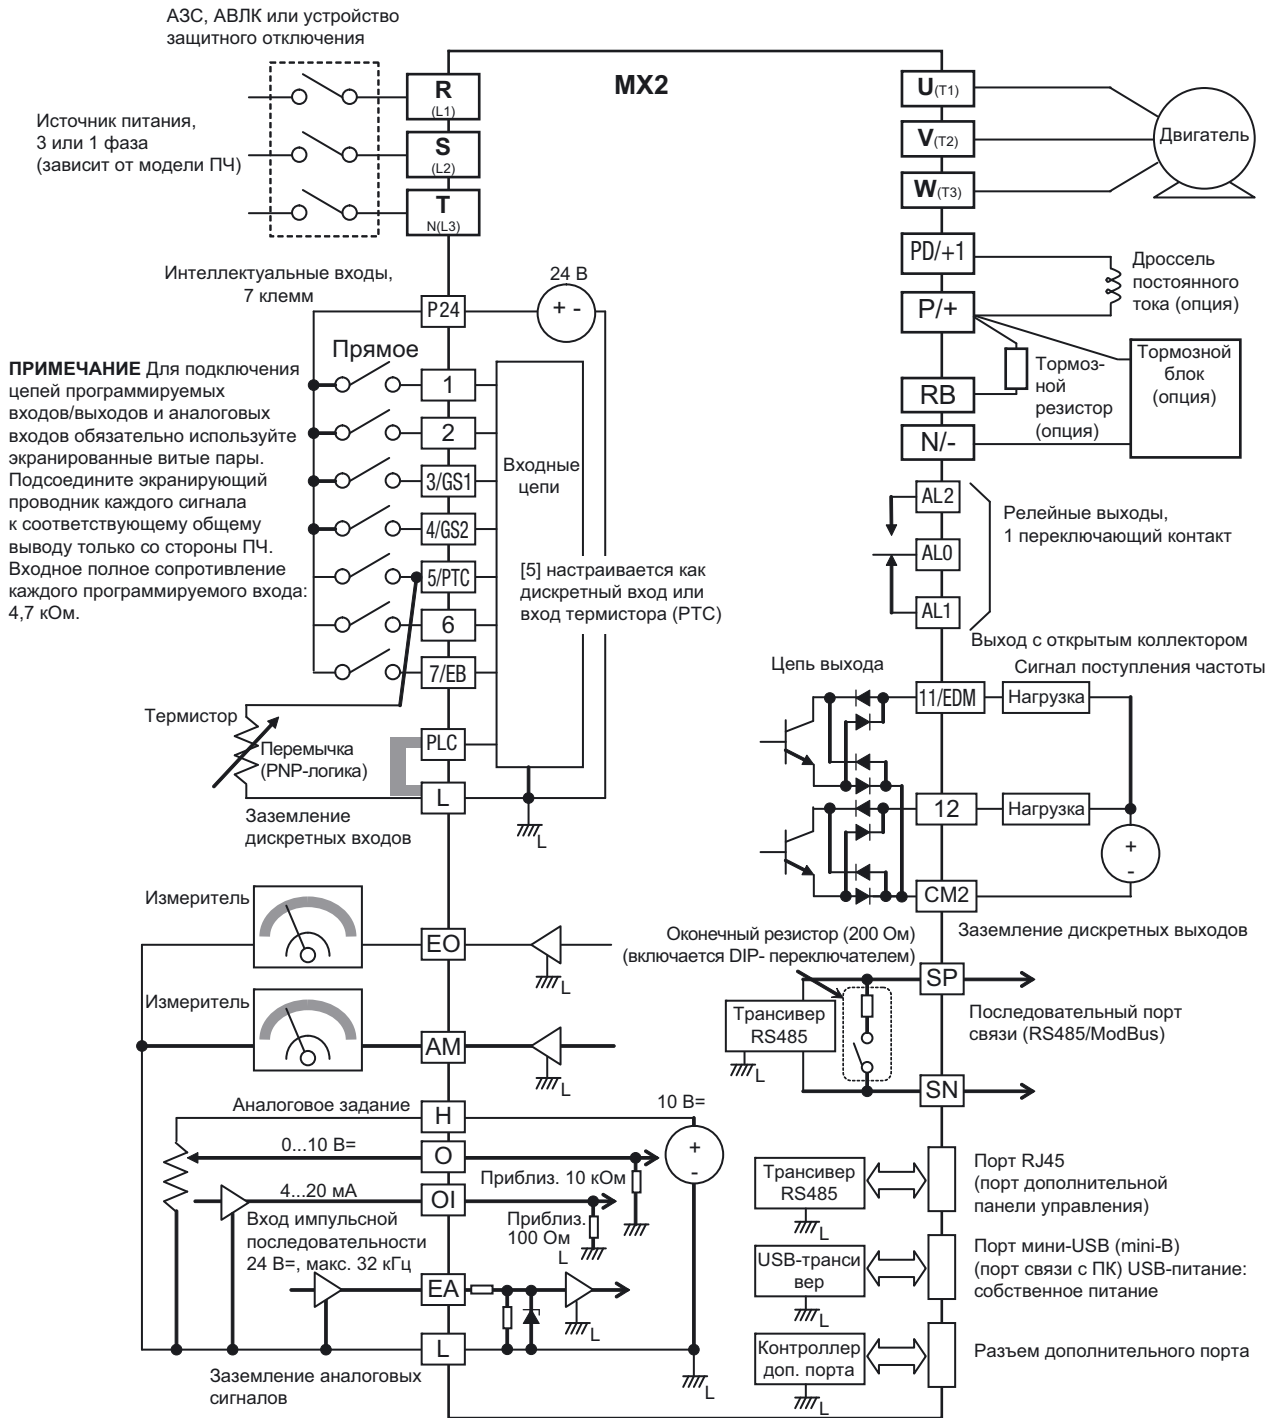 АЗС, АВЛК или устройство
защитного отключения
MX2
R
(L1)
S
(L2)
T
N(L3)
Источник питания,
3 или 1 фаза
(зависит от модели ПЧ)
U(T1)
V(T2)
W(T3)
Двигатель
PD/+1
P/+
RB
N/-
Дроссель
постоянного
тока (опция)
Тормоз-
ной
резистор
(опция)
Тормозной
блок
(опция)
Интеллектуальные входы,
7 клемм
24 В
+ -
P24
Прямое
ПРИМЕЧАНИЕ Для подключения
цепей программируемых
входов/выходов и аналоговых
входов обязательно используйте
экранированные витые пары.
Подсоедините экранирующий
проводник каждого сигнала
к соответствующему общему
выводу только со стороны ПЧ.
Входное полное сопротивление
каждого программируемого входа:
4,7 кОм.
1
2
3/GS1
4/GS2
5/PTC
6
7/EB
PLC
L
Входные
цепи
[5] настраивается как
дискретный вход или
вход термистора (PTC)
Термистор
Перемычка
(PNP-логика)
Заземление
дискретных входов
L
AL2
AL0
AL1
Релейные выходы,
1 переключающий контакт
Выход с открытым коллектором
Цепь выхода
Сигнал поступления частоты
11/EDM
Нагрузка
12
Нагрузка
+
-
CM2
Заземление дискретных выходов
Измеритель
EO
L
Измеритель
AM
L
Оконечный резистор (200 Ом)
(включается DIP- переключателем)
SP
Трансивер
RS485
L
Последовательный порт
связи (RS485/ModBus)
SN
Аналоговое задание
H
10 В=
+
-
0...10 В=
O
Приблиз. 10 кОм
4...20 мА
OI
Приблиз.
100 Ом
L
Вход импульсной
последовательности
24 В=, макс. 32 кГц
EA
L
L
L
Заземление аналоговых
сигналов
Трансивер
RS485
L
Порт RJ45
(порт дополнительной
панели управления)
USB-транси
вер
L
Порт мини-USB (mini-B)
(порт связи с ПК) USB-питание:
собственное питание
Контроллер
доп. порта
L
Разъем дополнительного порта